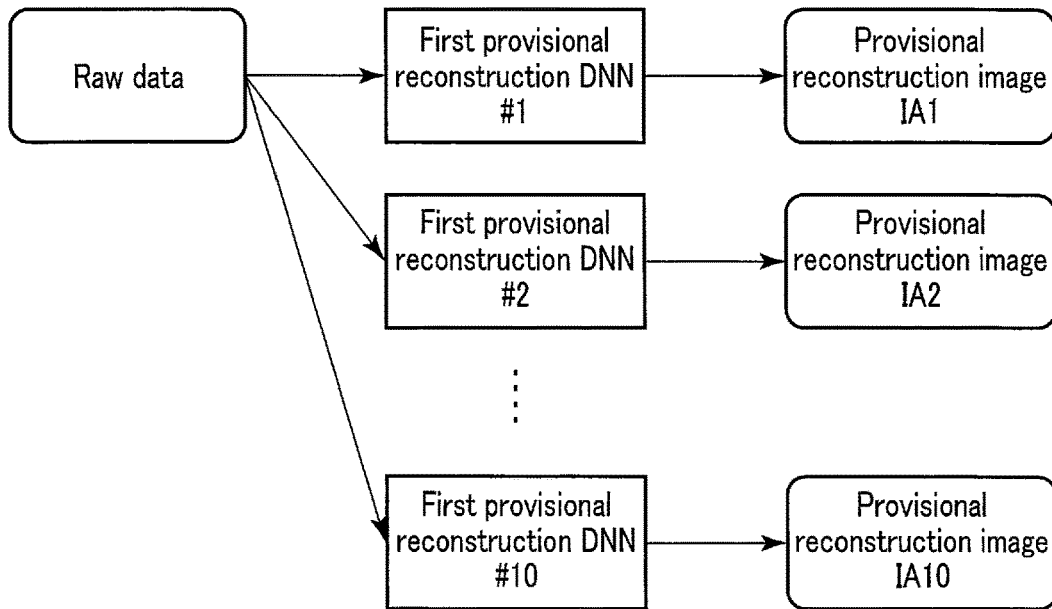 Raw data
First provisional
reconstruction DNN
#1
Provisional
reconstruction image
IA1
First provisional
reconstruction DNN
#2
Provisional
reconstruction image
IA2
First provisional
reconstruction DNN
#10
Provisional
reconstruction image
IA10